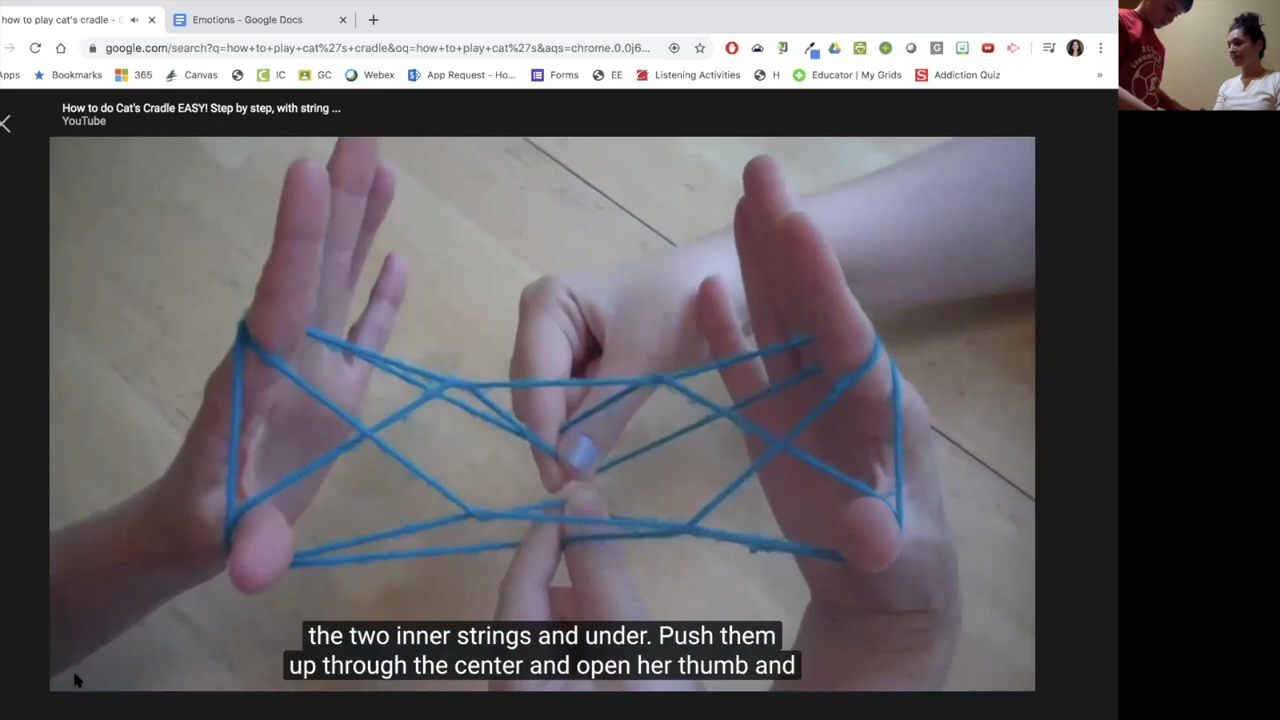 how to play cat's cradle -
Emotions - Google Docs
google.com/search?q=how+to+play+cat%27s+cradle&oq=how+to+play+cat%27s&aqs=chrome.0.0j6...
Apps
Bookmarks
365
Canvas
IC
GC
Webex
App Request - Ho...
Forms
EE
Listening Activities
H
Educator | My Grids
Addiction Quiz
»
How to do Cat's Cradle EASY! Step by step, with string ...
YouTube
the two inner strings and under. Push them
up through the center and open her thumb and